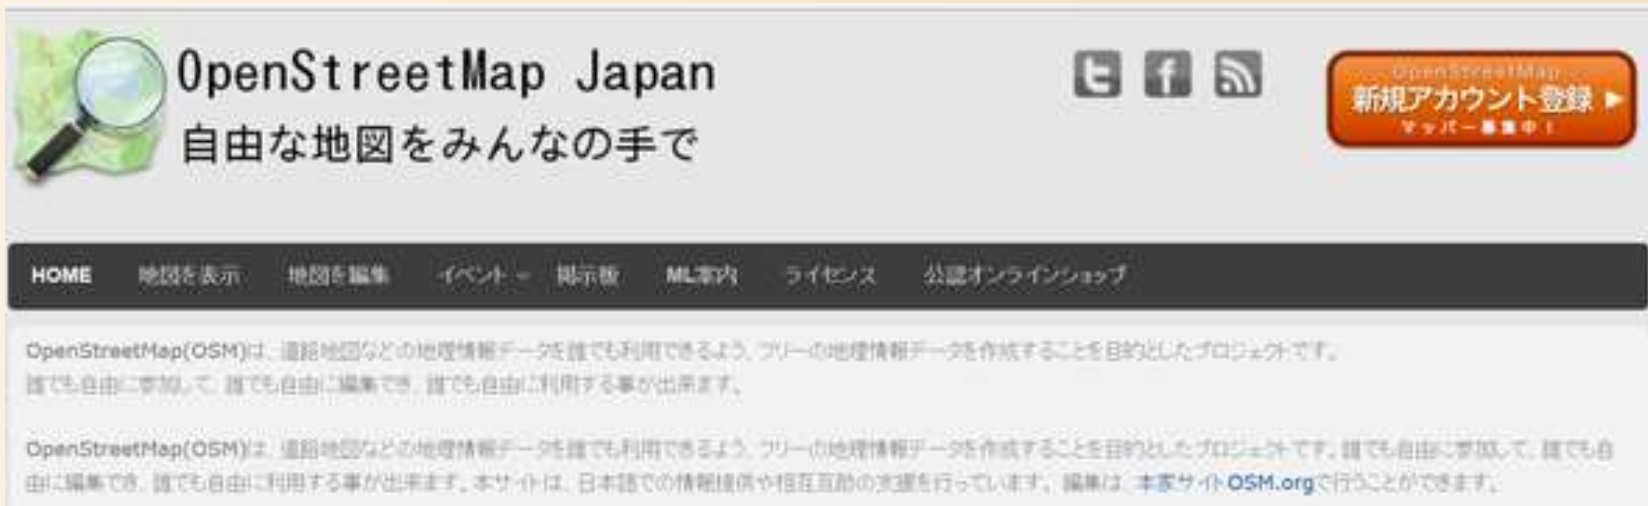 OpenStreetMap Japan
自由な地図をみんなの手で
OpenStreetMap
新規アカウント登録
マッパー募集中！
HOME 地図を表示 地図を編集 イベント 掲示板 ML案内 ライセンス 公認オンラインショップ
OpenStreetMap(OSM)は、道路地図などの地理情報データを誰でも利用できるよう、フリーの地理情報データを作成することを目的としたプロジェクトです。
誰でも自由に参加して、誰でも自由に編集でき、誰でも自由に利用する事が出来ます。
OpenStreetMap(OSM)は、道路地図などの地理情報データを誰でも利用できるよう、フリーの地理情報データを作成することを目的としたプロジェクトです。誰でも自由に参加して、誰でも自
由に編集でき、誰でも自由に利用する事が出来ます。本サイトは、日本語での情報提供や相互互助の支援を行っています。編集は、本家サイトOSM.orgで行うことができます。